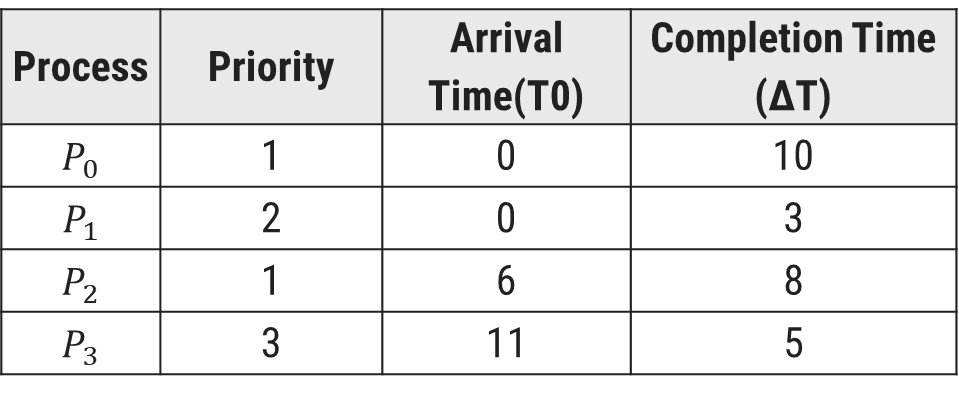 Process Priority Arrival Time(T0) Completion Time (ΔT)
P0 1 0 10
P1 2 0 3
P2 1 6 8
P3 3 11 5